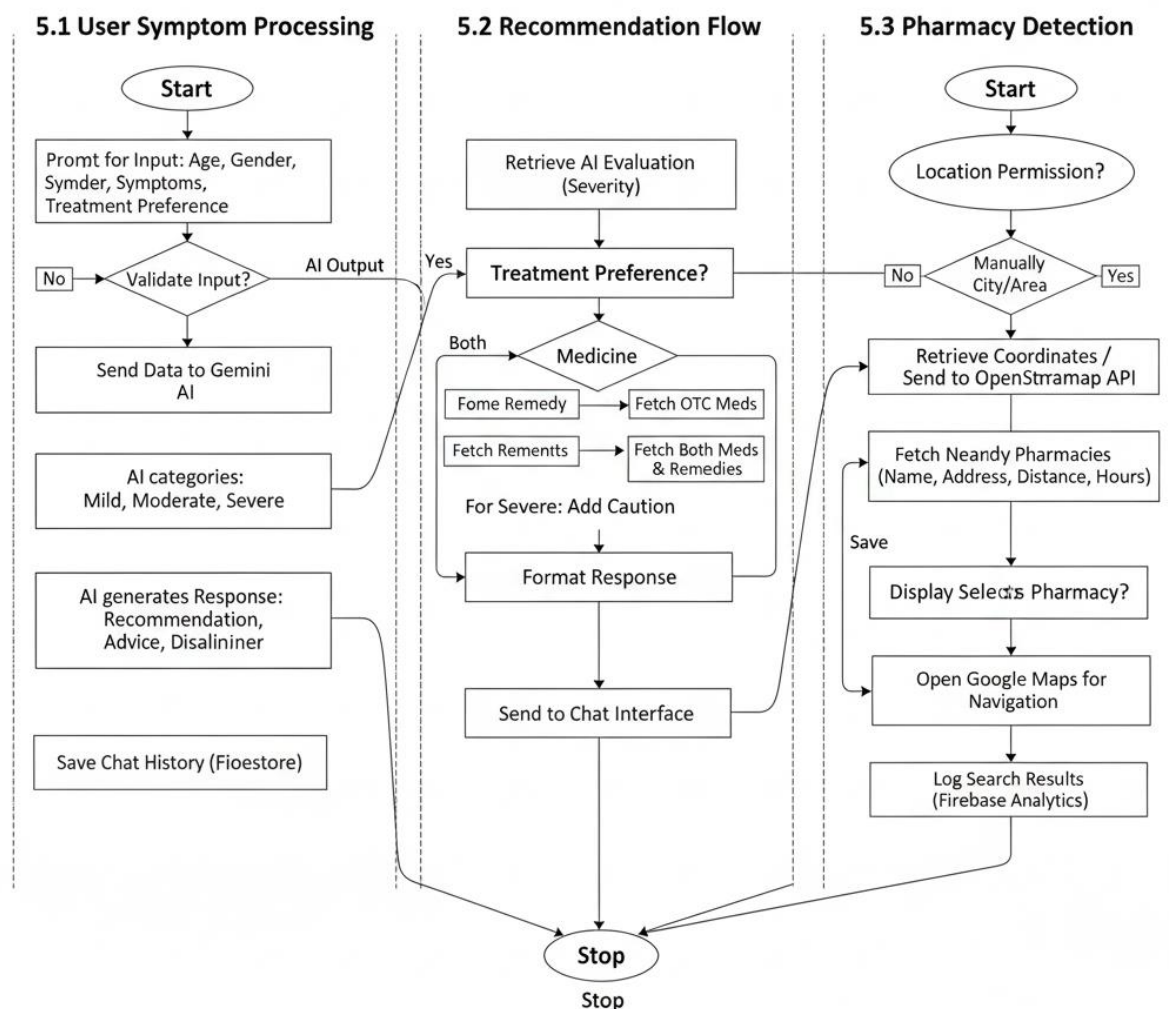 5.1 User Symptom Processing
Start
Promt for Input: Age, Gender,
Symder, Symptoms,
Treatment Preference
No
Validate Input?
AI Output
Send Data to Gemini
AI
AI categories:
Mild, Moderate, Severe
AI generates Response:
Recommendation,
Advice, Disalininer
Save Chat History (Fioestore)
5.2 Recommendation Flow
Retrieve AI Evaluation
(Severity)
Yes
Treatment Preference?
Both
Medicine
Fome Remedy
Fetch OTC Meds
Fetch Rementts
Fetch Both Meds
& Remedies
For Severe: Add Caution
Format Response
Send to Chat Interface
5.3 Pharmacy Detection
Start
Location Permission?
No
Manually
City/Area
Yes
Retrieve Coordinates /
Send to API
Fetch Neandy Pharmacies
(Name, Address, Distance, Hours)
Save
Display Pharmacy?
Open Google Maps for
Navigation
Log Search Results
(Firebase Analytics)
Stop
Stop